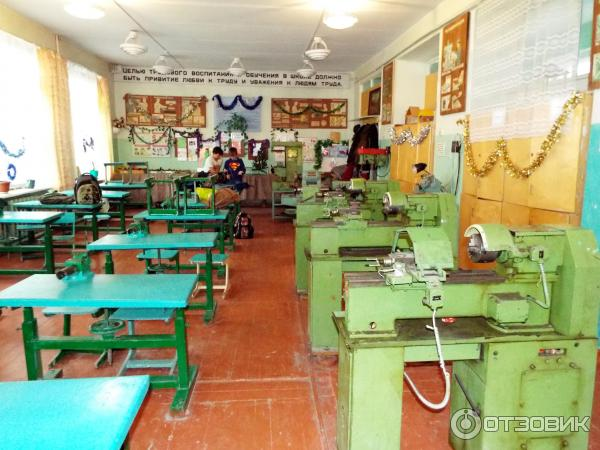 ЦЕЛЬЮ ТРУДОВОГО ВОСПИТАНИЯ И ОБУЧЕНИЯ В ШКОЛЕ ДОЛЖНО
БЫТЬ ПРИВИТИЕ ЛЮБВИ К ТРУДУ И УВАЖЕНИЯ К ЛЮДЯМ ТРУДА.
ОТЗОВИК